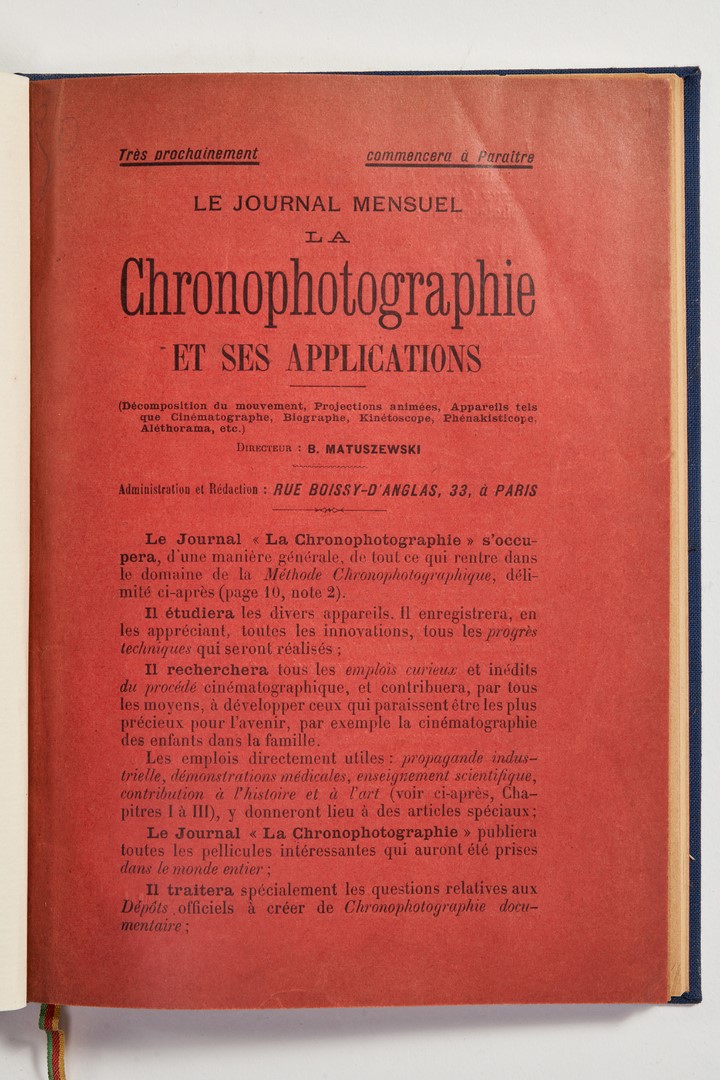 Très prochainement commencera à Paraître
LE JOURNAL MENSUEL
LA
Chronophotographie
ET SES APPLICATIONS
(Décomposition du mouvement, Projections animées, Appareils tels
que Cinématographe, Biographe, Kinétoscope, Phénakisticope,
Aléthorama, etc.)
DIRECTEUR : B. MATUSZEWSKI
Administration et Rédaction : RUE BOISSY-D'ANGLAS, 33, à PARIS
Le Journal « La Chronophotographie » s'occu-
pera, d'une manière générale, de tout ce qui rentre dans
le domaine de la Méthode Chronophotographique, déli-
mité ci-après (page 10, note 2).
Il étudiera les divers appareils. Il enregistrera, en
les appréciant, toutes les innovations, tous les progrès
techniques qui seront réalisés ;
Il recherchera tous les emplois curieux et inédits
du procédé cinématographique, et contribuera, par tous
les moyens, à développer ceux qui paraissent être les plus
précieux pour l'avenir, par exemple la cinématographie
des enfants dans la famille.
Les emplois directement utiles : propagande indus-
trielle, démonstrations médicales, enseignement scientifique,
contribution à l'histoire et à l'art (voir ci-après, Cha-
pitres I à III), y donneront lieu à des articles spéciaux ;
Le Journal « La Chronophotographie » publiera
toutes les pellicules intéressantes qui auront été prises
dans le monde entier ;
Il traitera spécialement les questions relatives aux
Dépôts officiels à créer de Chronophotographie docu-
mentaire ;